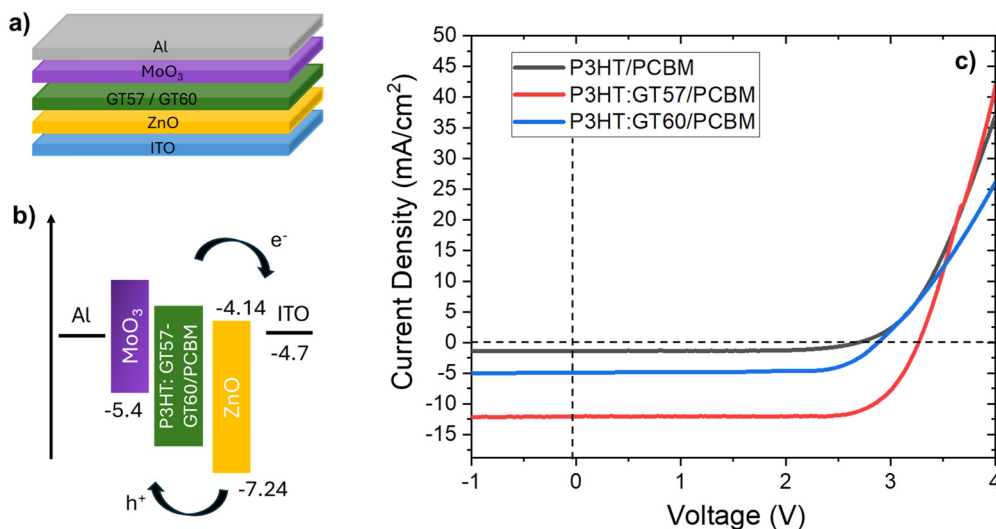 a)
Al
MoO₃
GT57 / GT60
ZnO
ITO
b)
e⁻
Al
MoO₃
P3HT: GT57-
GT60/PCBM
ZnO
-4.14
ITO
-4.7
-5.4
-7.24
h⁺
c)
P3HT/PCBM
P3HT:GT57/PCBM
P3HT:GT60/PCBM
Current Density (mA/cm²)
50
45
40
35
30
25
20
15
10
5
0
-5
-10
-15
-1 0 1 2 3 4
Voltage (V)